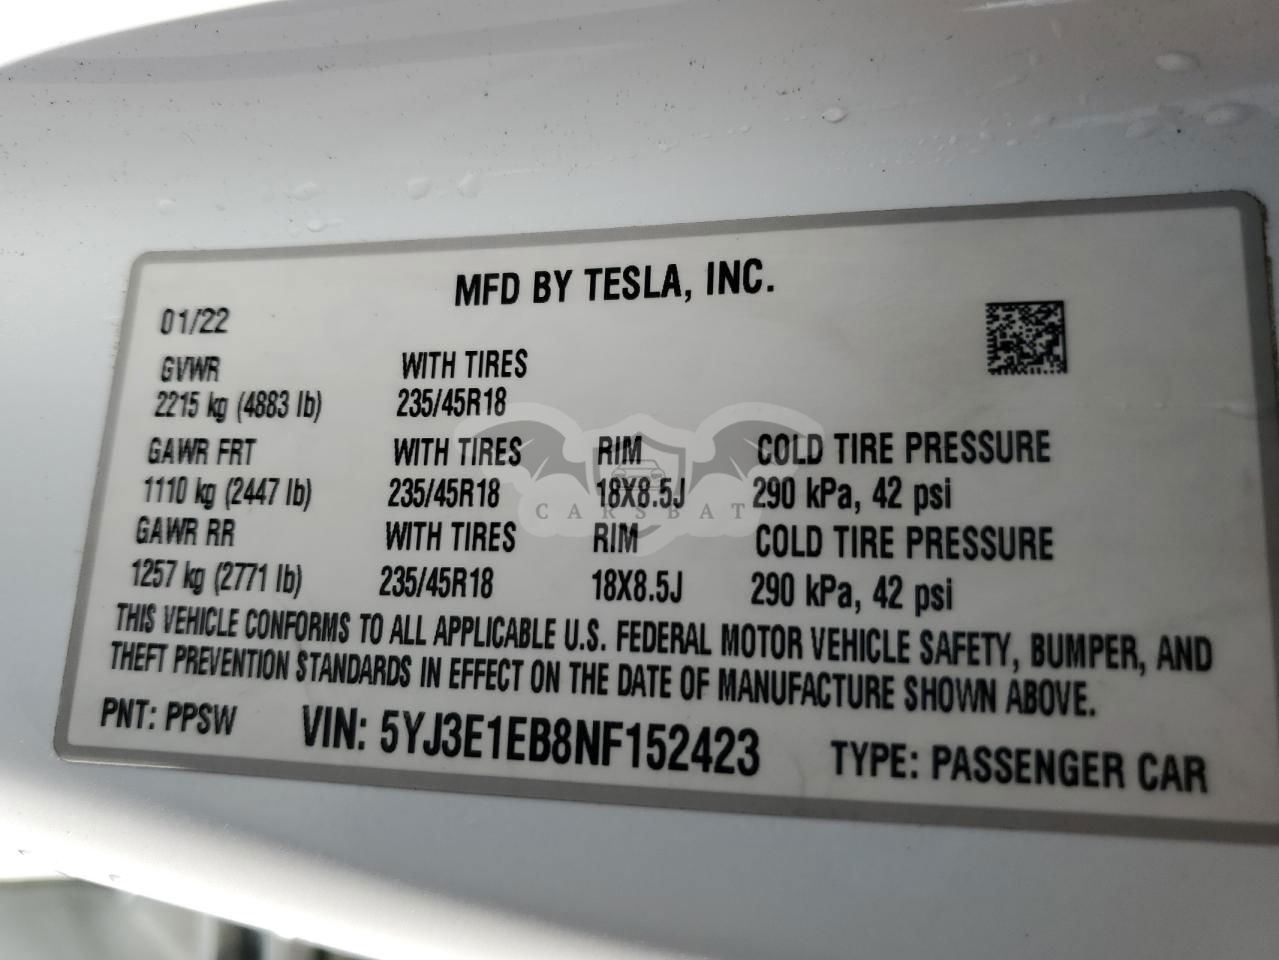 MFD BY TESLA, INC.
01/22
GVWR WITH TIRES
2215 kg (4883 lb) 235/45R18
GAWR FRT WITH TIRES RIM COLD TIRE PRESSURE
1110 kg (2447 lb) 235/45R18 18X8.5J 290 kPa, 42 psi
CARSBAT
GAWR RR WITH TIRES RIM COLD TIRE PRESSURE
1257 kg (2771 lb) 235/45R18 18X8.5J 290 kPa, 42 psi
THIS VEHICLE CONFORMS TO ALL APPLICABLE U.S. FEDERAL MOTOR VEHICLE SAFETY, BUMPER, AND
THEFT PREVENTION STANDARDS IN EFFECT ON THE DATE OF MANUFACTURE SHOWN ABOVE.
PNT: PPSW VIN: 5YJ3E1EB8NF152423 TYPE: PASSENGER CAR